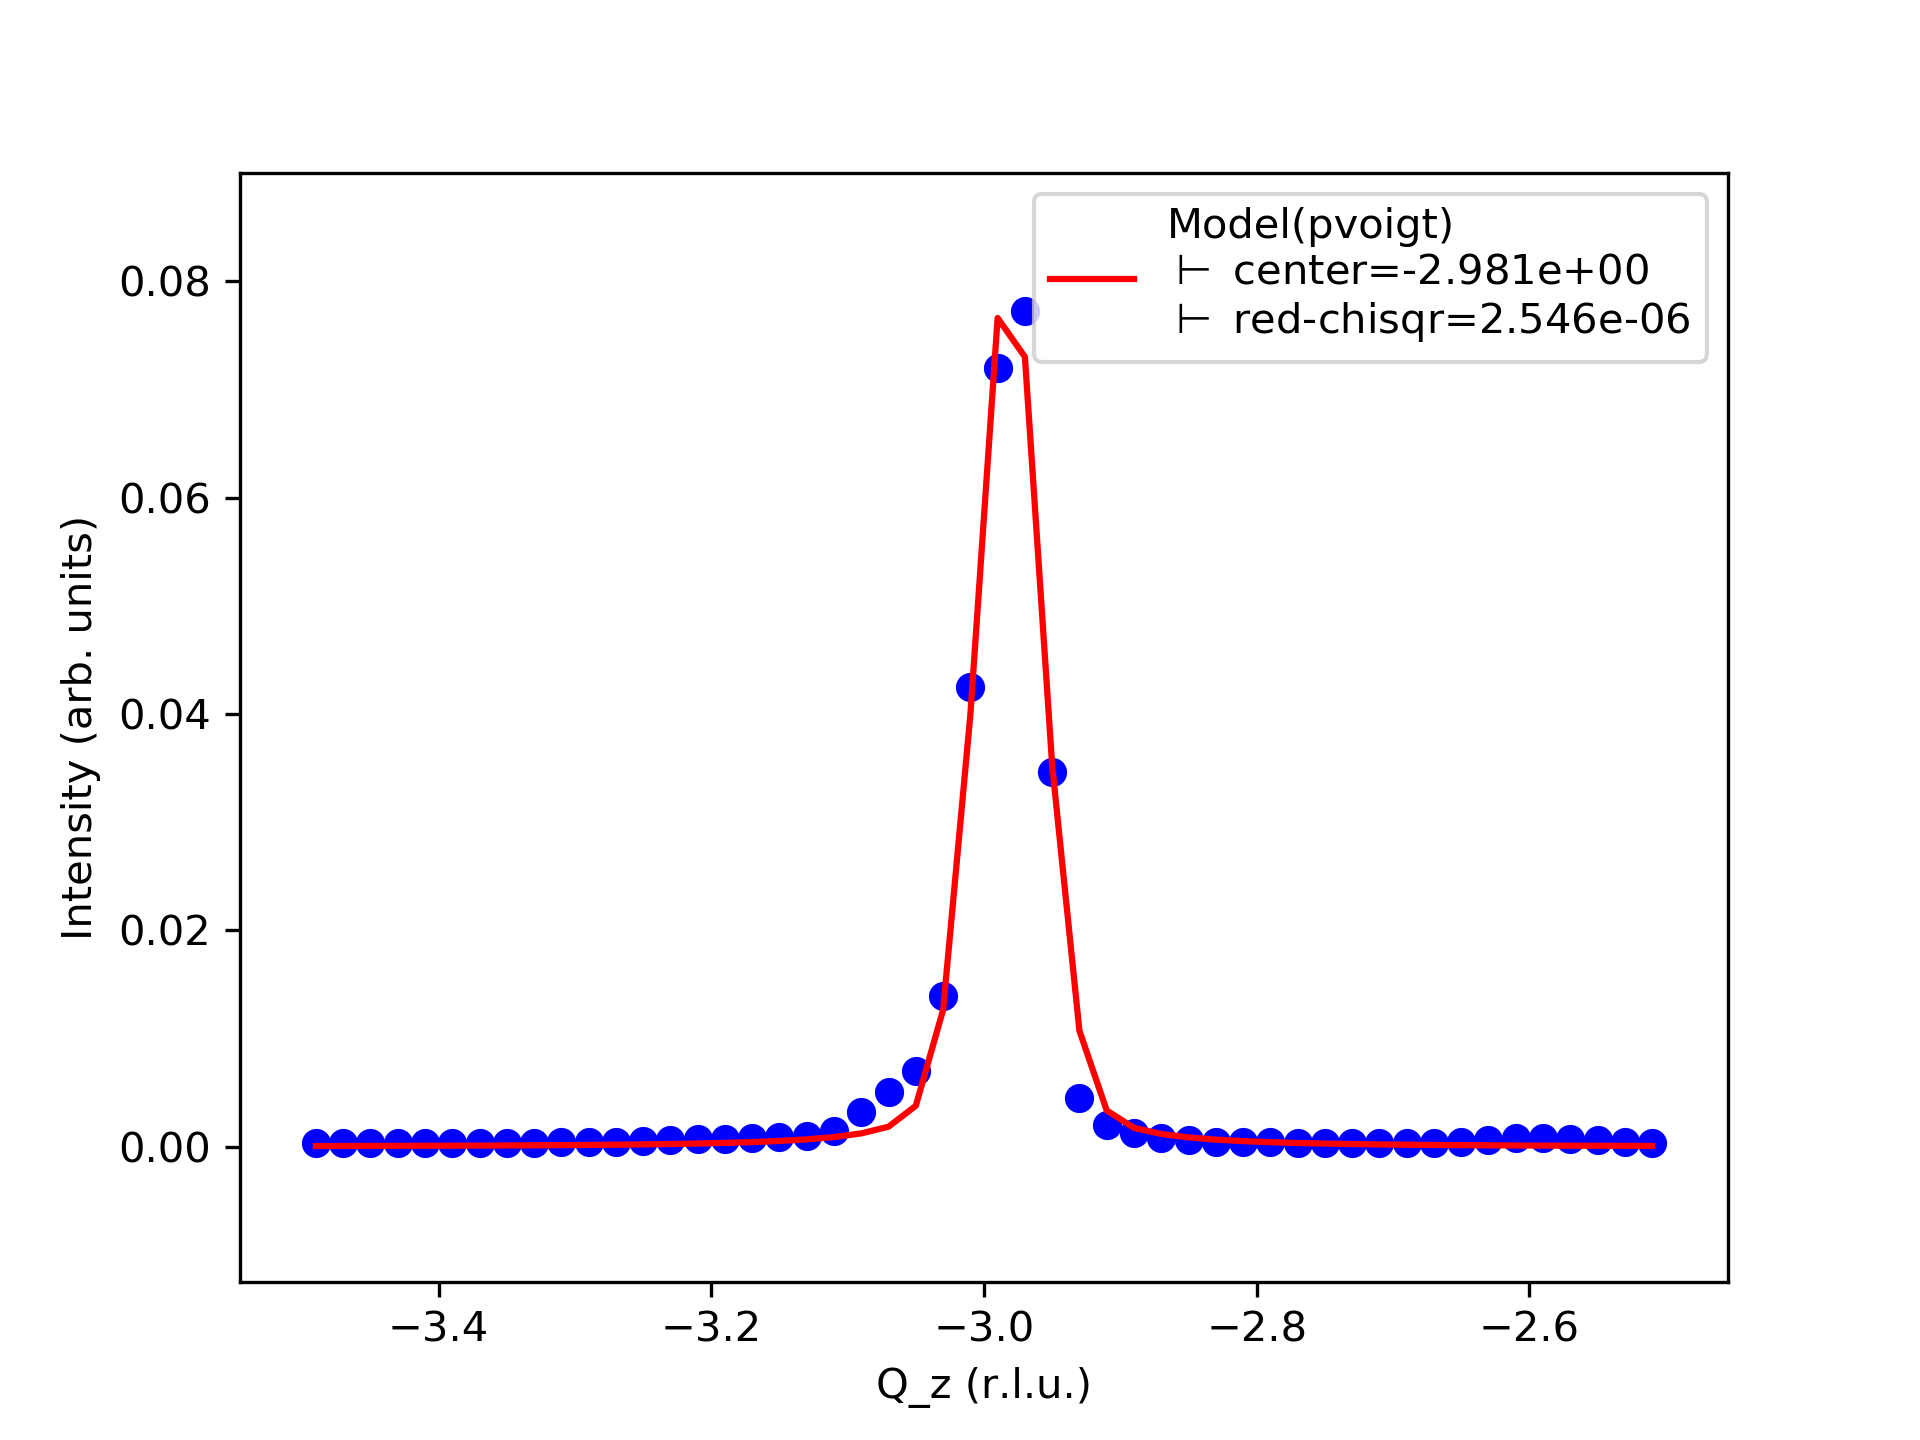 Model(pvoigt)
⊢ center=-2.981e+00
⊢ red-chisqr=2.546e-06
0.08
0.06
0.04
0.02
0.00
Intensity (arb. units)
−3.4 −3.2 −3.0 −2.8 −2.6
Q_z (r.l.u.)